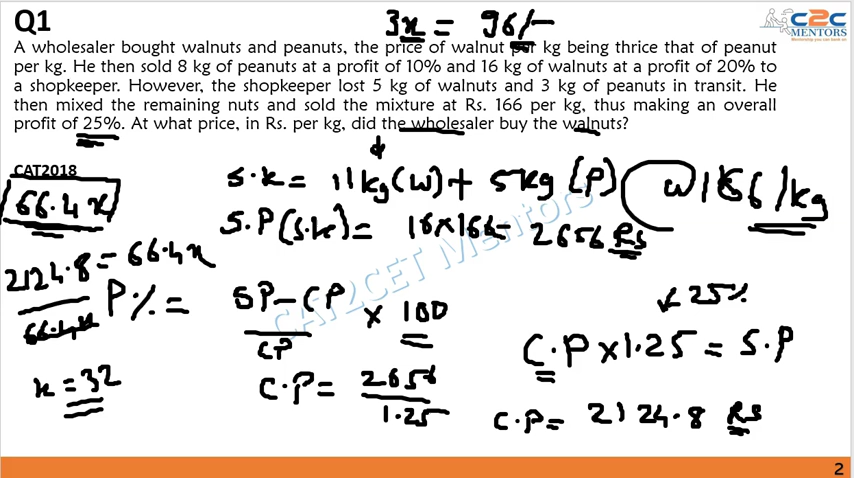 Q1
3x = 96/-
c2c
MENTORS
A wholesaler bought walnuts and peanuts, the price of walnut per kg being thrice that of peanut
per kg. He then sold 8 kg of peanuts at a profit of 10% and 16 kg of walnuts at a profit of 20% to
a shopkeeper. However, the shopkeeper lost 5 kg of walnuts and 3 kg of peanuts in transit. He
then mixed the remaining nuts and sold the mixture at Rs. 166 per kg, thus making an overall
profit of 25%. At what price, in Rs. per kg, did the wholesaler buy the walnuts?
CAT2018
S.K = 11kg (W) + 5kg (P) @ 166/kg
66.4x
S.P (S.K) = 16x166 = 2656 Rs
2124.8 = 66.4x
66.4x
P% = SP - CP
CP
x 100
25%
C.P x 1.25 = S.P
x = 32
C.P = 2656
1.25
C.P = 2124.8 Rs
CAT2CET Mentors
2